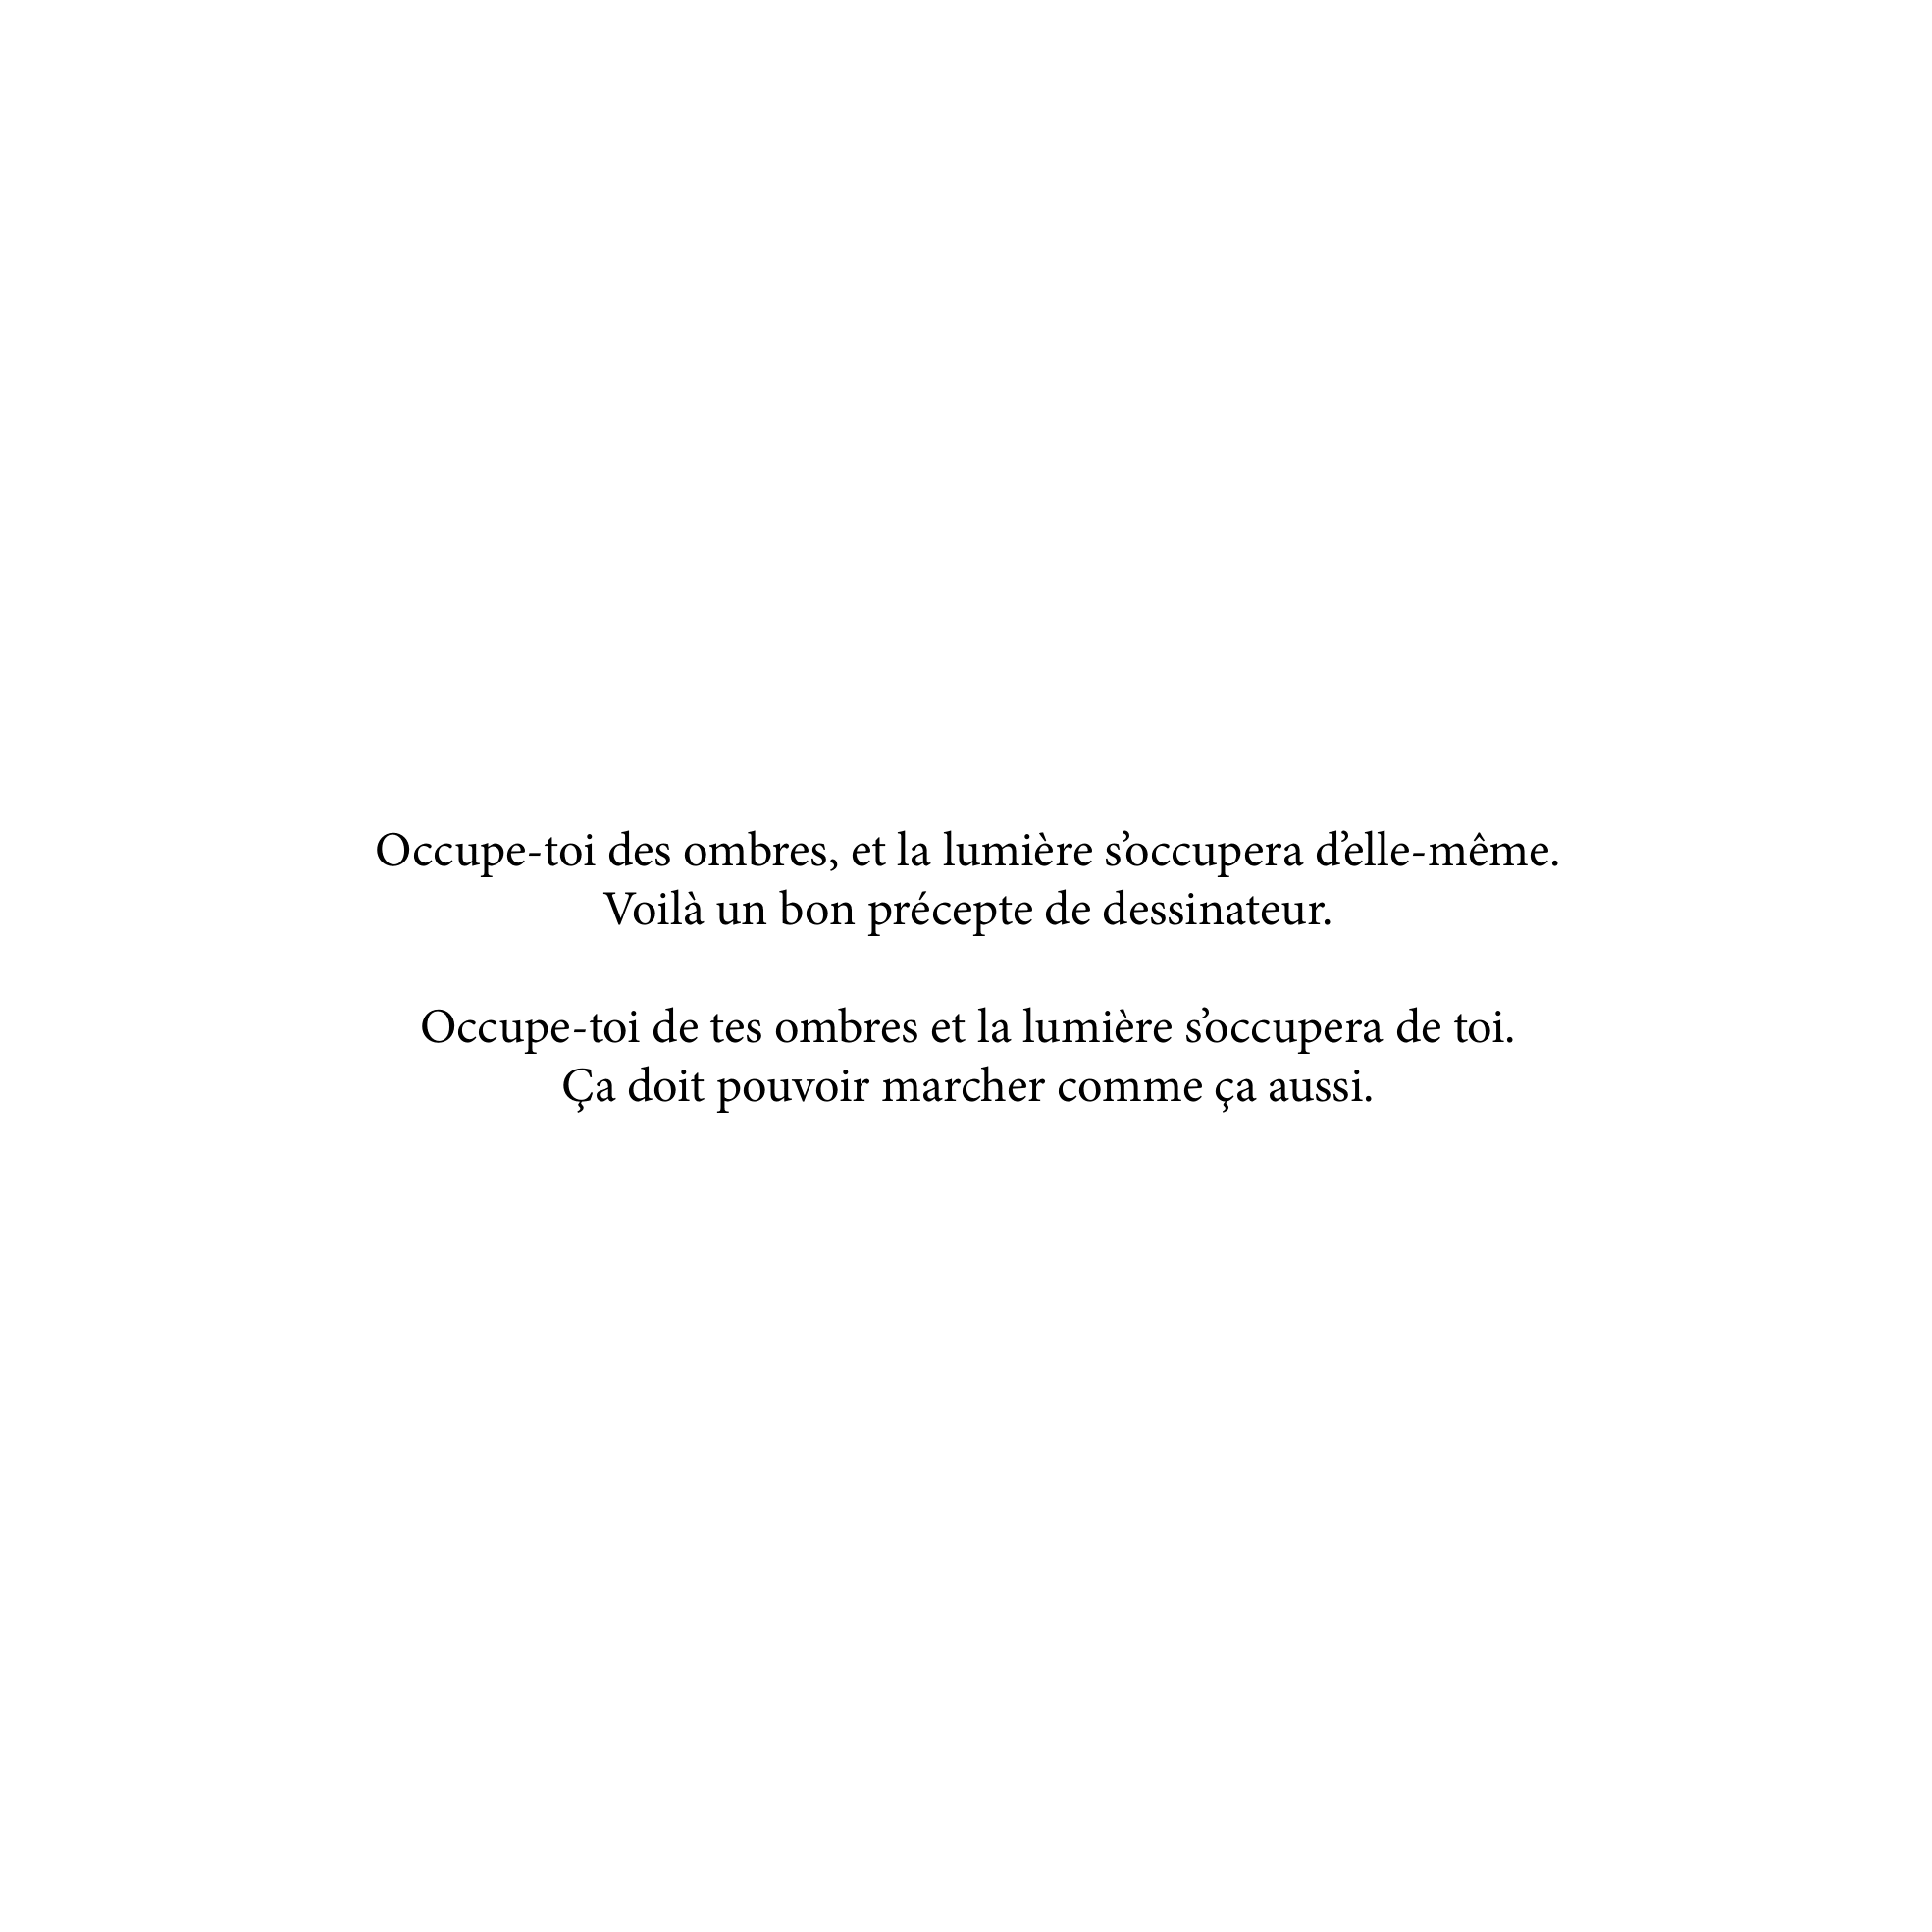 Occupe-toi des ombres, et la lumière s’occupera d’elle-même.
Voilà un bon précepte de dessinateur.
Occupe-toi de tes ombres et la lumière s’occupera de toi.
Ça doit pouvoir marcher comme ça aussi.